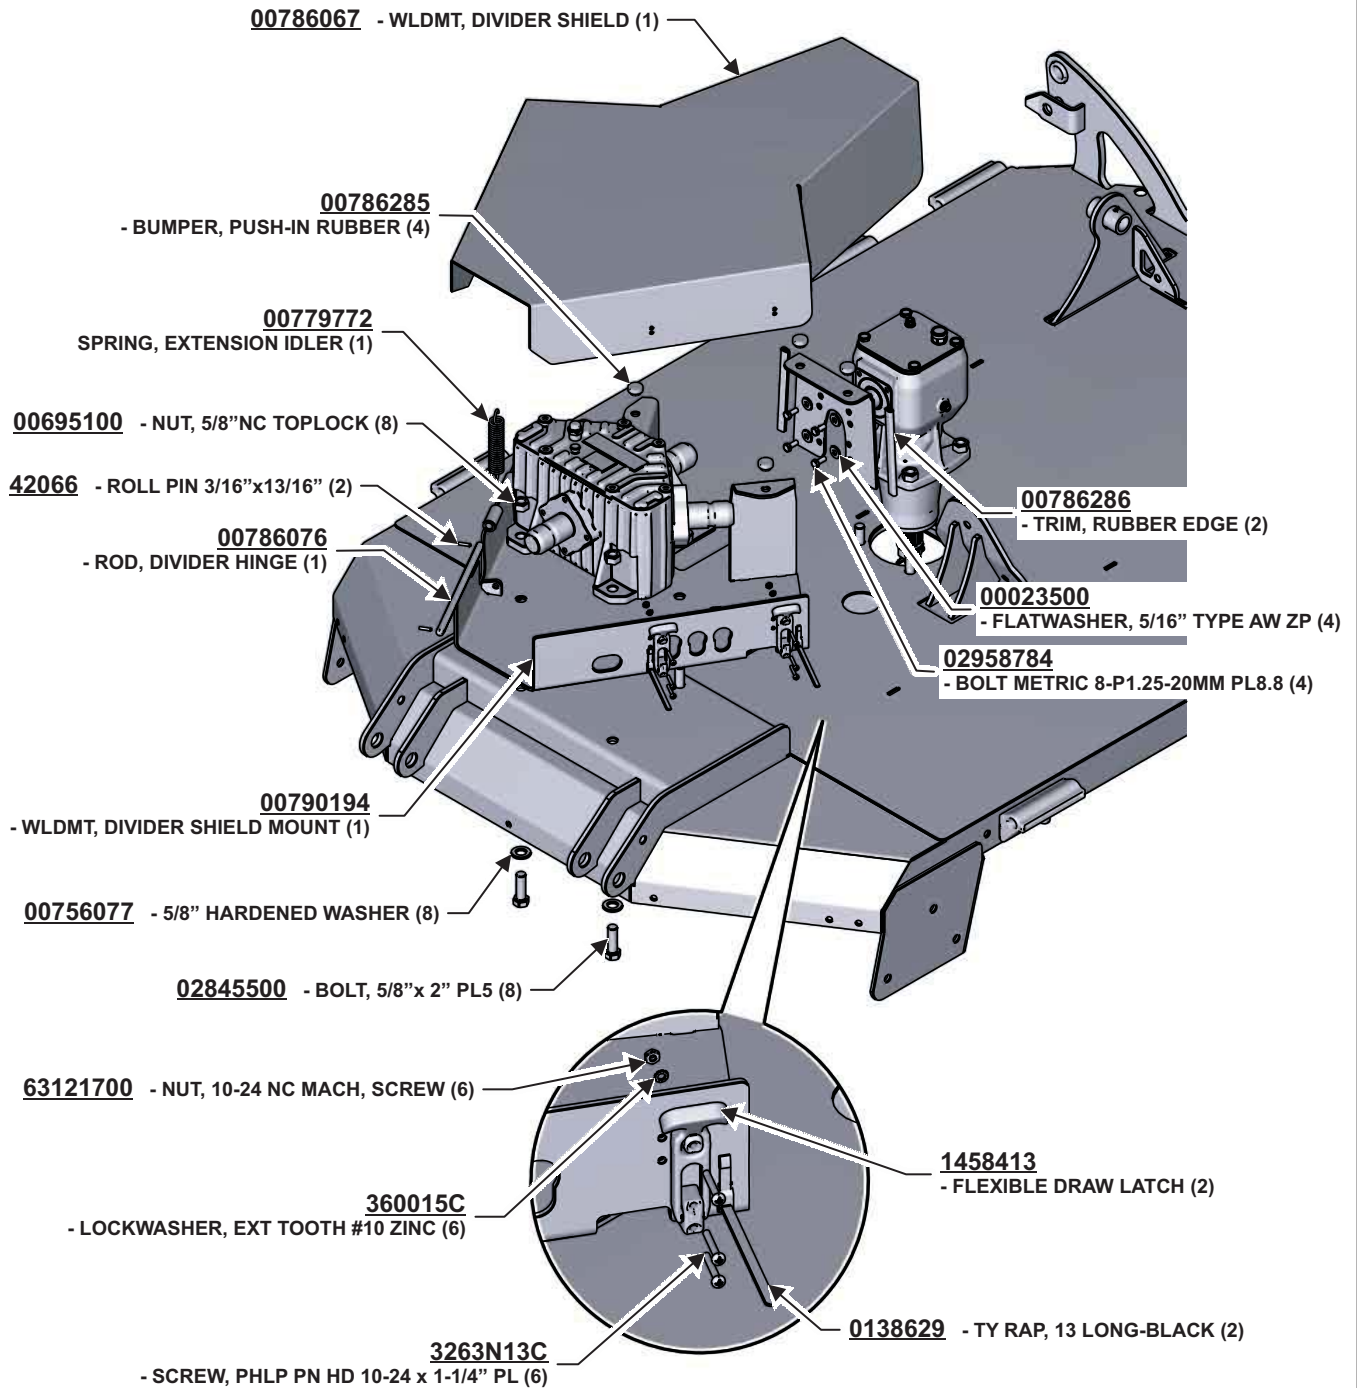 00786067 - WLDMT, DIVIDER SHIELD (1)
00786285
- BUMPER, PUSH-IN RUBBER (4)
00779772
SPRING, EXTENSION IDLER (1)
00695100 - NUT, 5/8”NC TOPLOCK (8)
42066 - ROLL PIN 3/16”x13/16” (2)
00786076
- ROD, DIVIDER HINGE (1)
00786286
- TRIM, RUBBER EDGE (2)
00023500
- FLATWASHER, 5/16” TYPE AW ZP (4)
02958784
- BOLT METRIC 8-P1.25-20MM PL8.8 (4)
00790194
- WLDMT, DIVIDER SHIELD MOUNT (1)
00756077 - 5/8” HARDENED WASHER (8)
02845500 - BOLT, 5/8”x 2” PL5 (8)
63121700 - NUT, 10-24 NC MACH, SCREW (6)
1458413
- FLEXIBLE DRAW LATCH (2)
360015C
- LOCKWASHER, EXT TOOTH #10 ZINC (6)
0138629 - TY RAP, 13 LONG-BLACK (2)
3263N13C
- SCREW, PHLP PN HD 10-24 x 1-1/4” PL (6)